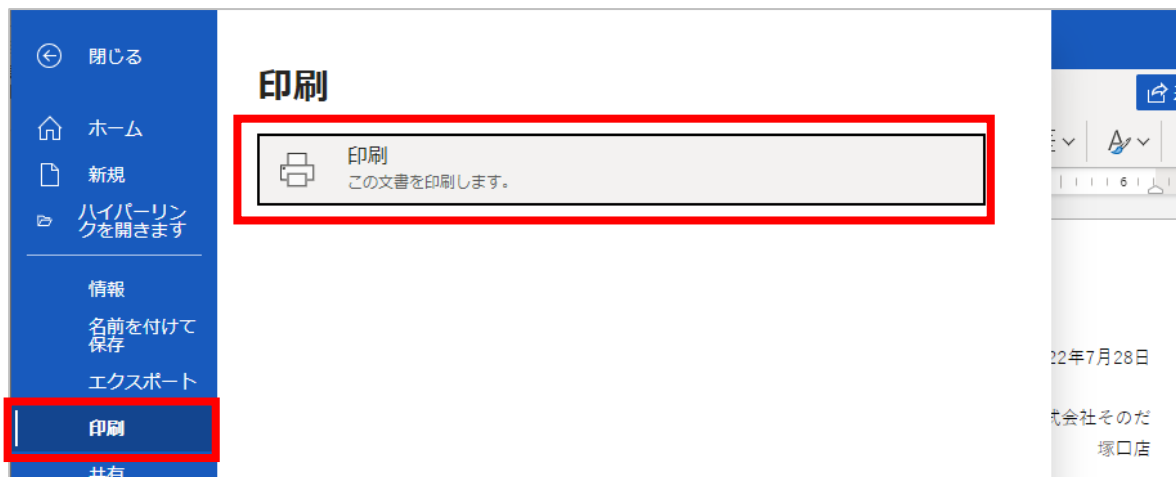 閉じる
ホーム
新規
ハイパーリン
クを開きます
情報
名前を付けて
保存
エクスポート
印刷
共有
印刷
印刷
この文書を印刷します。
6
22年7月28日
式会社そのだ
塚口店